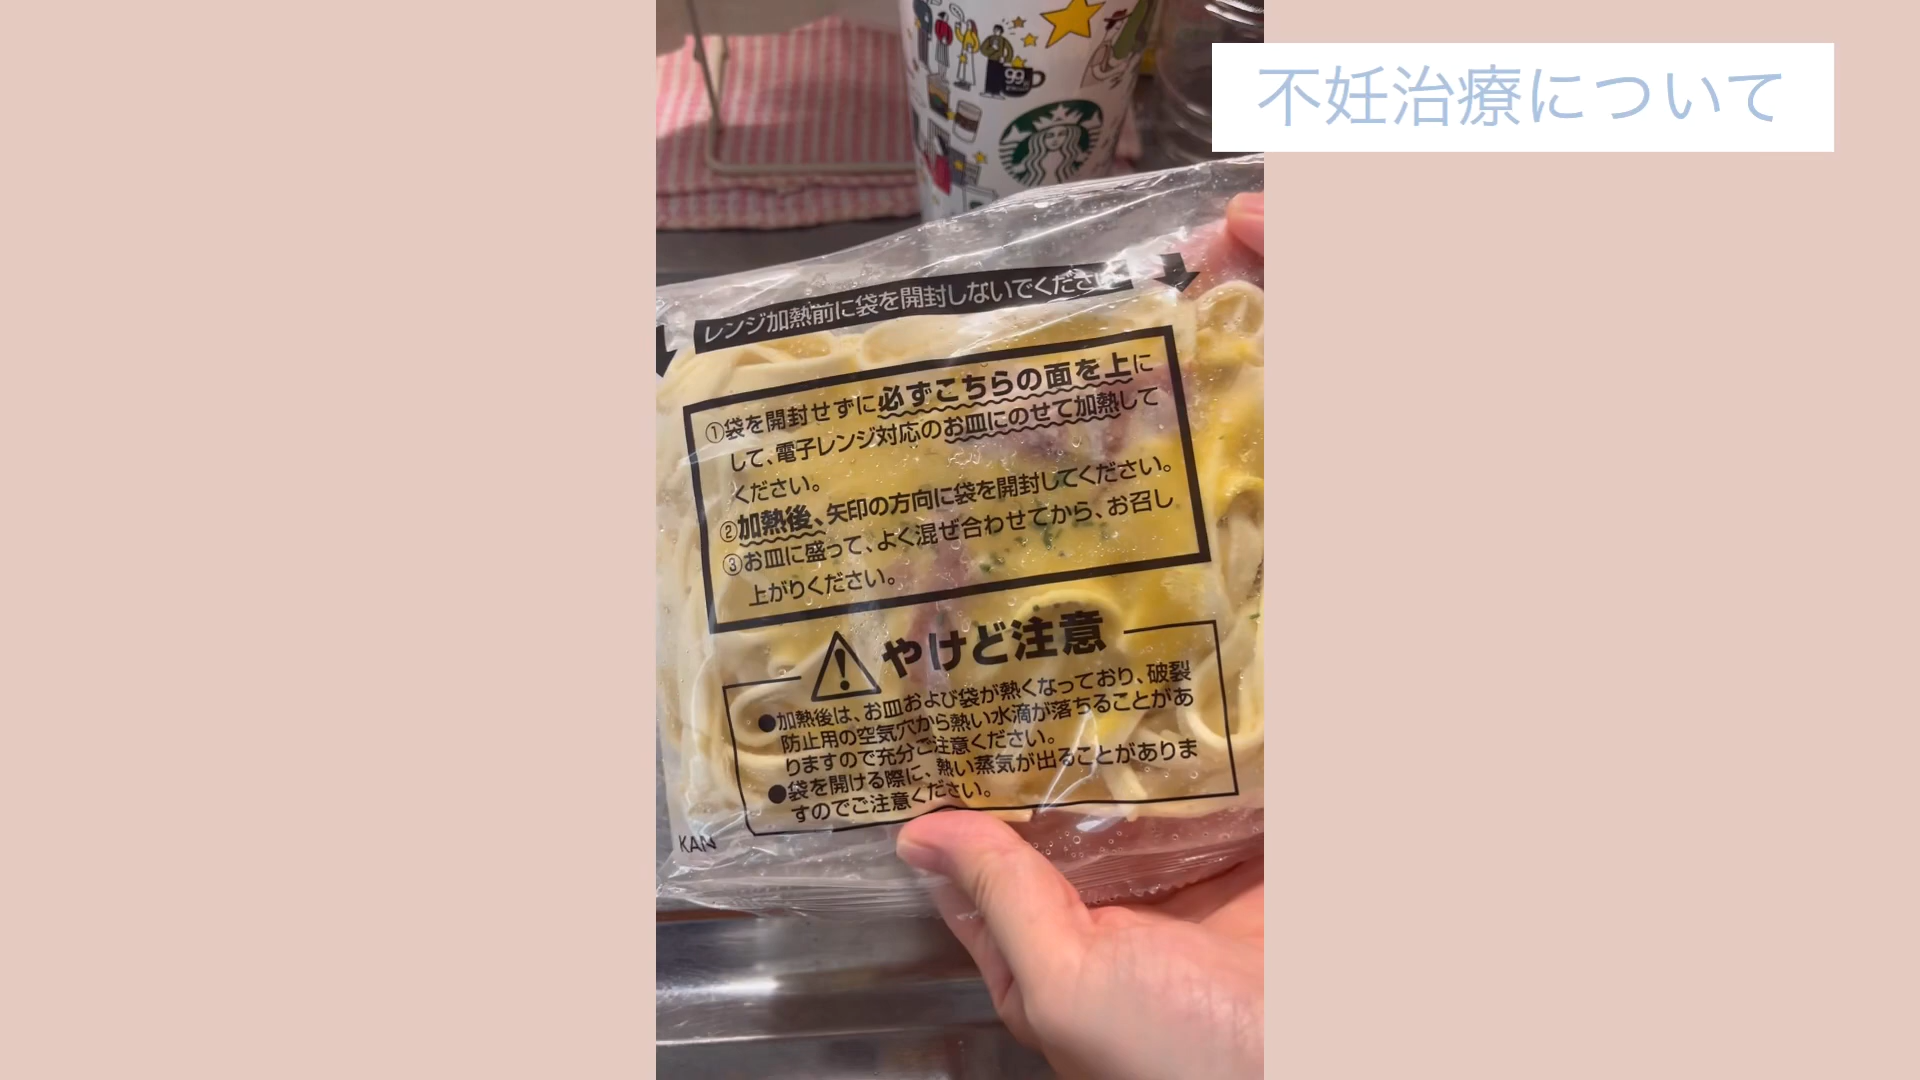 不妊治療について
99
レンジ加熱前に袋を開封しないでください
①袋を開封せずに必ずこちらの面を上に
して、電子レンジ対応のお皿にのせて加熱して
ください。
②加熱後、矢印の方向に袋を開封してください。
③お皿に盛って、よく混ぜ合わせてから、お召し
上がりください。
やけど注意
●加熱後は、お皿および袋が熱くなっており、破裂
防止用の空気穴から熱い水滴が落ちることがあ
りますので充分ご注意ください。
●袋を開ける際に、熱い蒸気が出ることがありま
すのでご注意ください。
KAN